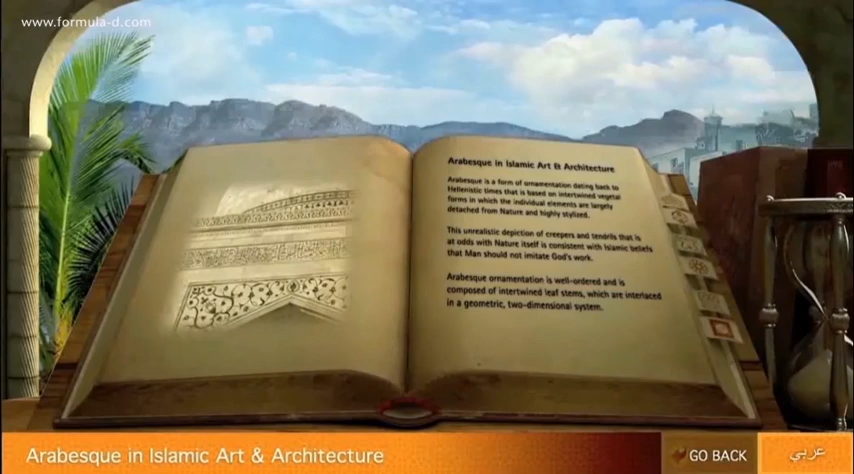 www.formula-d.com
Arabesque in Islamic Art & Architecture
Arabesque is a form of ornamentation dating back to
Hellenistic times that is based on intertwined vegetal
forms in which the individual elements are largely
detached from Nature and highly stylized.
This unrealistic depiction of creepers and tendrils that is
at odds with Nature itself is consistent with Islamic beliefs
that Man should not imitate God's work.
Arabesque ornamentation is well-ordered and is
composed of intertwined leaf stems, which are interlaced
in a geometric, two-dimensional system.
Arabesque in Islamic Art & Architecture
GO BACK
عربي